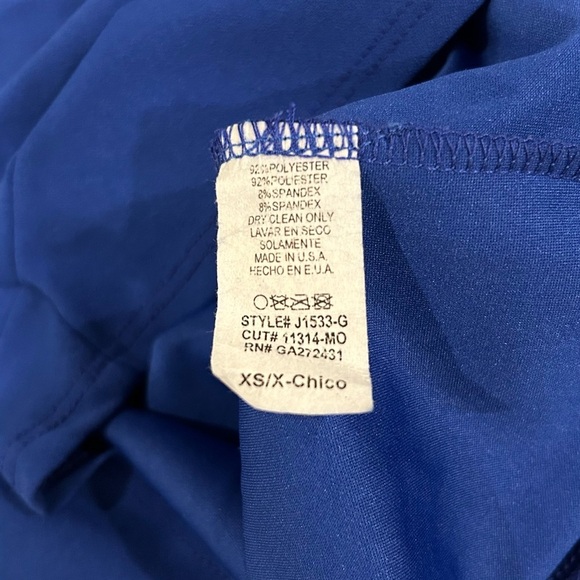 92%POLYESTER
92%POLIESTER
8%SPANDEX
8%SPANDEX
DRY CLEAN ONLY
LAVAR EN SECO
SOLAMENTE
MADE IN U.S.A.
HECHO EN E.U.A.
STYLE# J1533-G
CUT# 11314-MO
RN# GA272431
XS/X-Chico